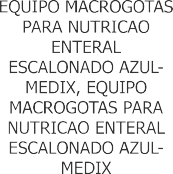 EQUIPO MACROGOTAS
PARA NUTRICAO
ENTERAL
ESCALONADO AZUL-
MEDIX, EQUIPO
MACROGOTAS PARA
NUTRICAO ENTERAL
ESCALONADO AZUL-
MEDIX